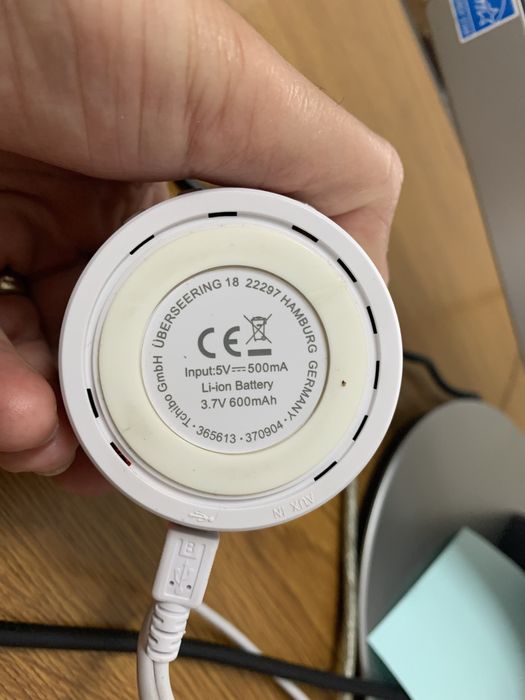 ÜBERSEERING 18 22297 HAMBURG GERMANY· Tchibo GmbH
CE
Input:5V⎓500mA
Li-ion Battery
3.7V 600mAh
· 365613 · 370904 ·
AUX IN
B